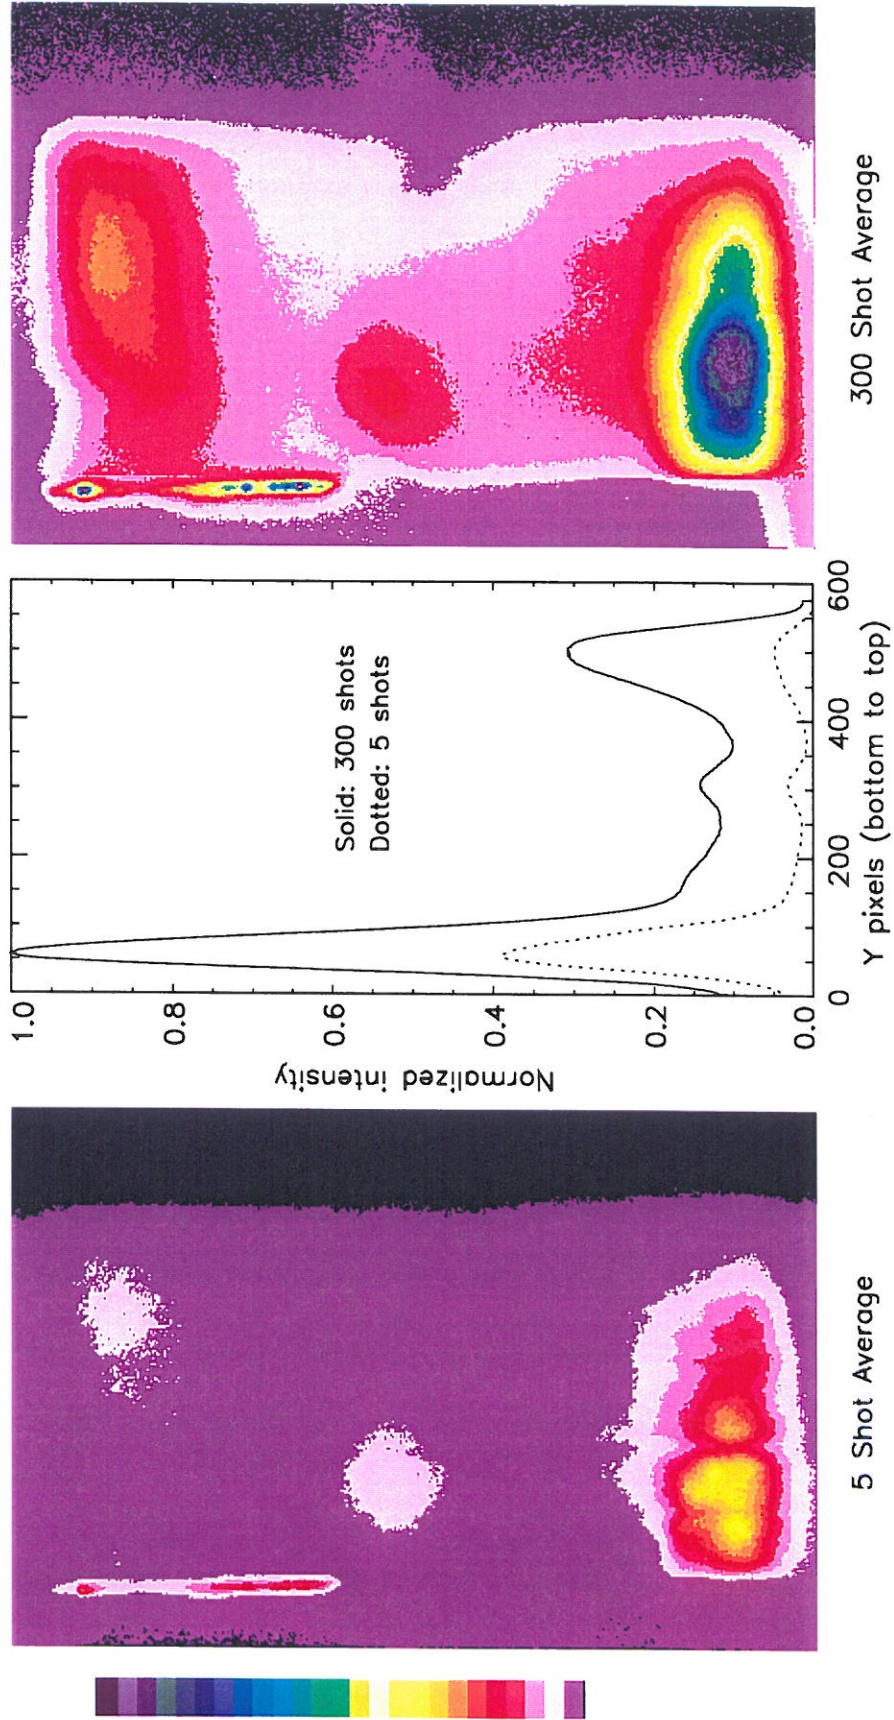 5 Shot Average
Normalized intensity
1.0
0.8
0.6
0.4
0.2
0.0
Solid: 300 shots
Dotted: 5 shots
0
200
400
600
Y pixels (bottom to top)
300 Shot Average